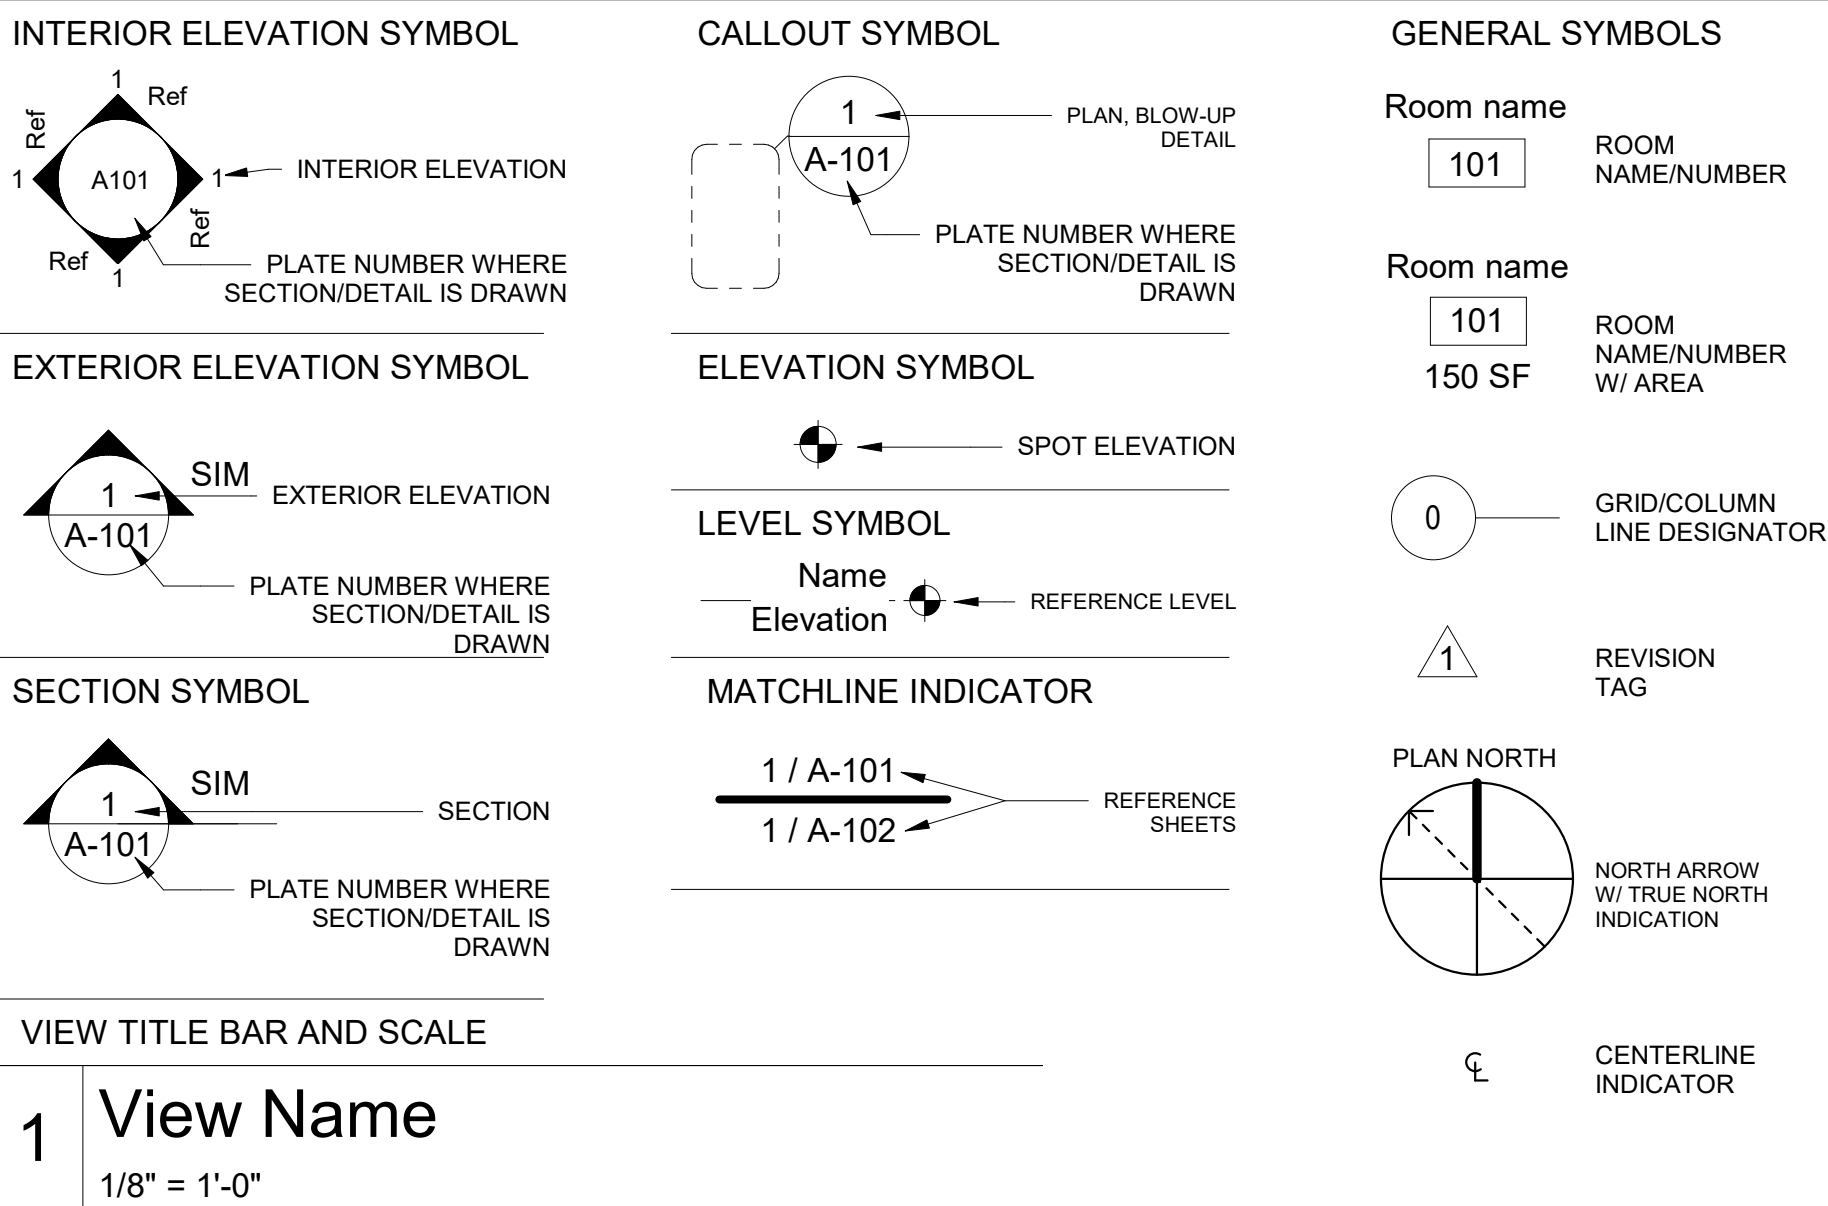 INTERIOR ELEVATION SYMBOL
1
Ref
Ref
1
A101
1
INTERIOR ELEVATION
Ref
Ref
1
PLATE NUMBER WHERE
SECTION/DETAIL IS DRAWN
EXTERIOR ELEVATION SYMBOL
SIM
1
EXTERIOR ELEVATION
A-101
PLATE NUMBER WHERE
SECTION/DETAIL IS
DRAWN
SECTION SYMBOL
SIM
1
SECTION
A-101
PLATE NUMBER WHERE
SECTION/DETAIL IS
DRAWN
VIEW TITLE BAR AND SCALE
1
View Name
1/8" = 1'-0"
CALLOUT SYMBOL
1
PLAN, BLOW-UP
DETAIL
A-101
PLATE NUMBER WHERE
SECTION/DETAIL IS
DRAWN
ELEVATION SYMBOL
SPOT ELEVATION
LEVEL SYMBOL
Name
Elevation
REFERENCE LEVEL
MATCHLINE INDICATOR
1 / A-101
1 / A-102
REFERENCE
SHEETS
GENERAL SYMBOLS
Room name
101
ROOM
NAME/NUMBER
Room name
101
150 SF
ROOM
NAME/NUMBER
W/ AREA
0
GRID/COLUMN
LINE DESIGNATOR
1
REVISION
TAG
PLAN NORTH
NORTH ARROW
W/ TRUE NORTH
INDICATION
℄
CENTERLINE
INDICATOR